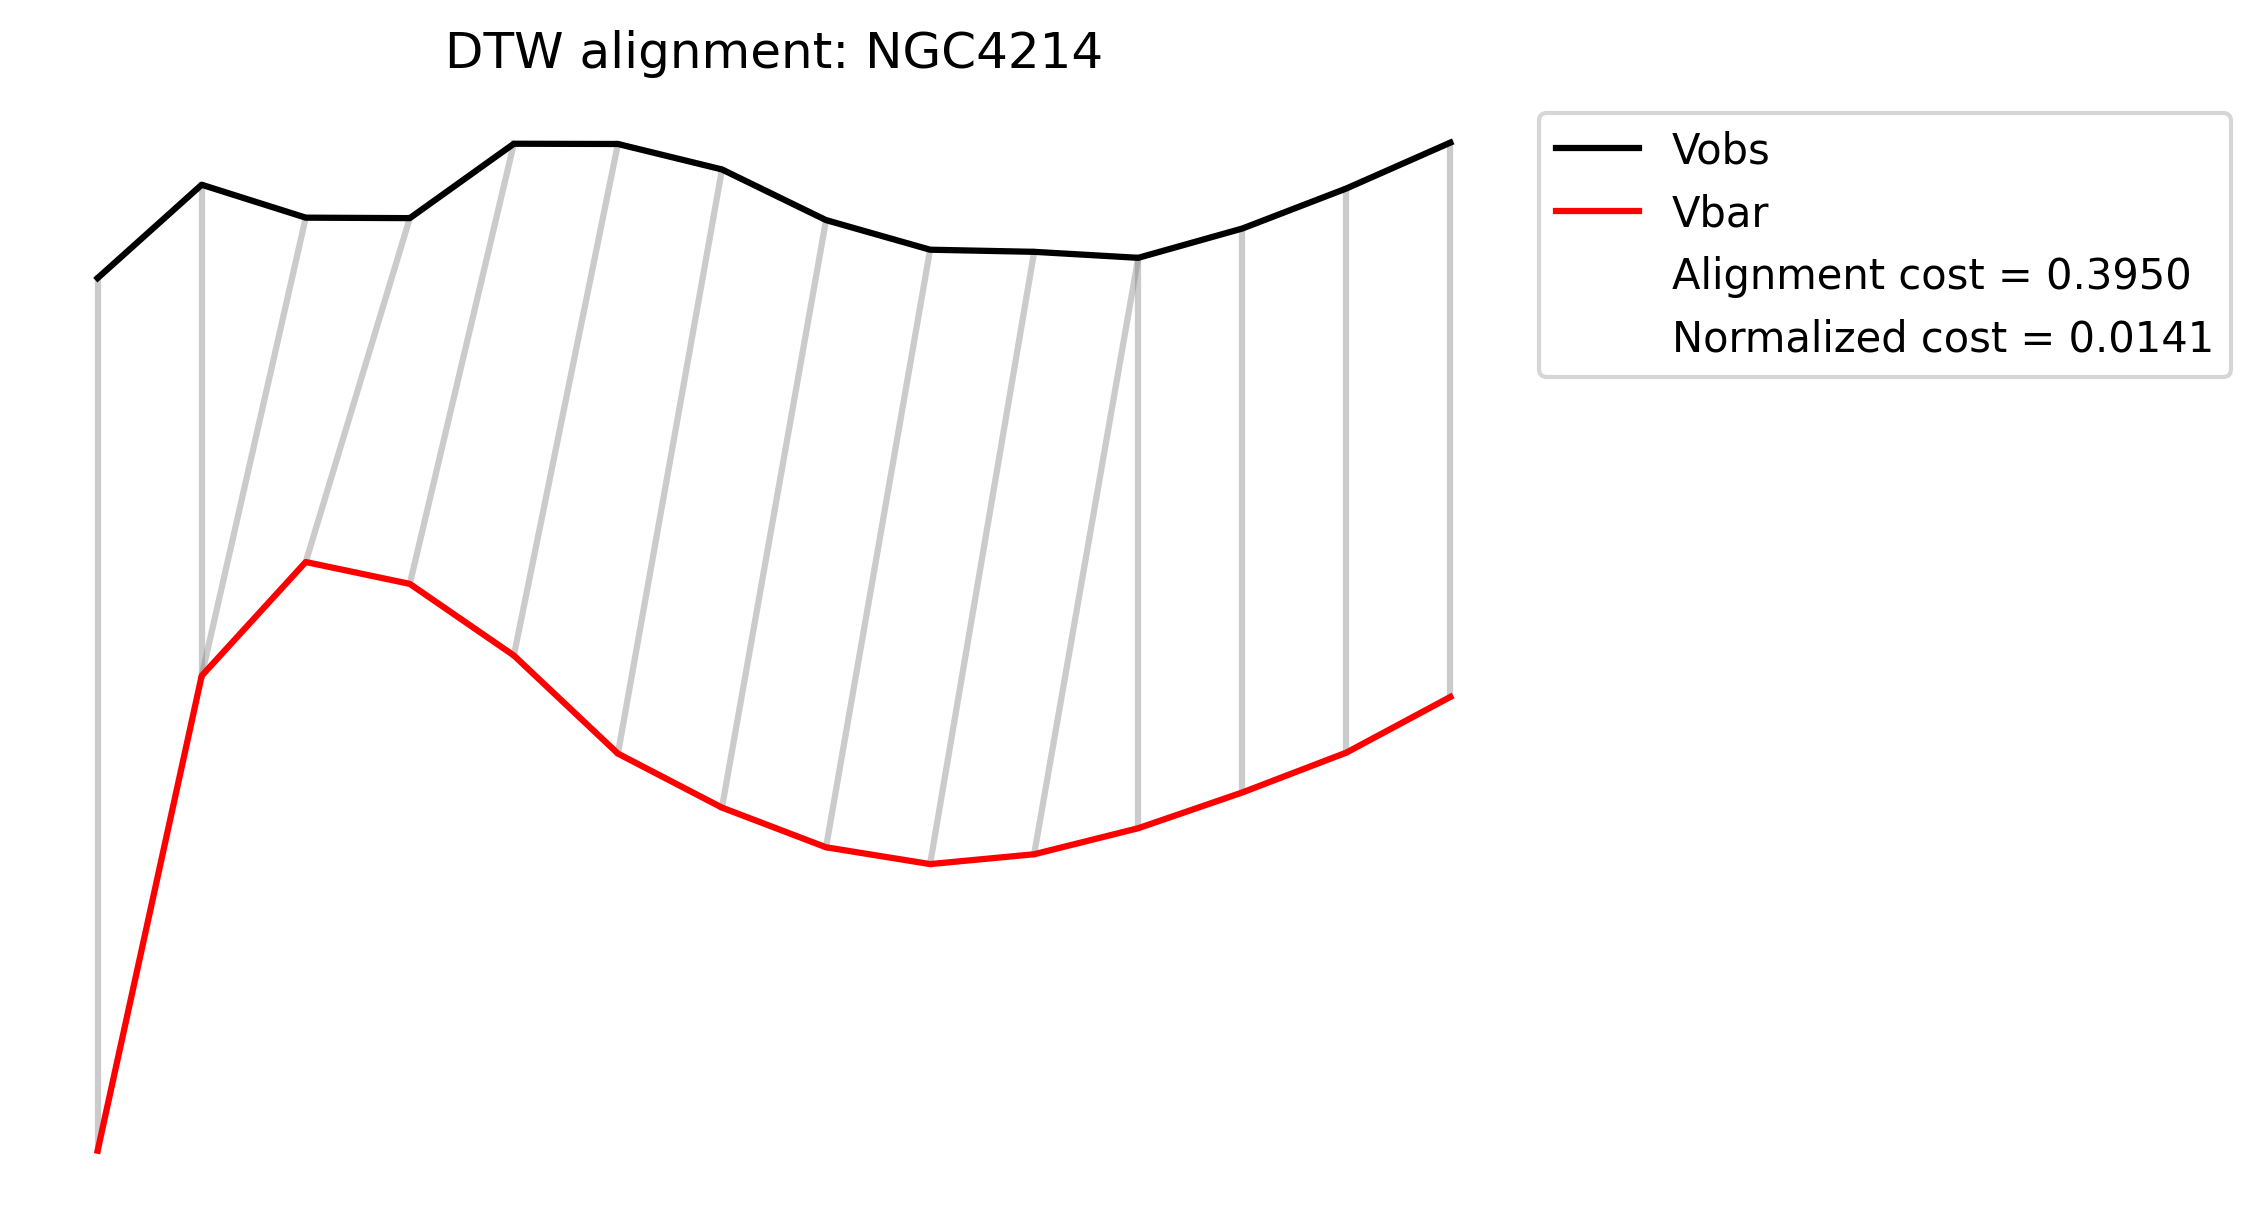 DTW alignment: NGC4214
Vobs
Vbar
Alignment cost = 0.3950
Normalized cost = 0.0141